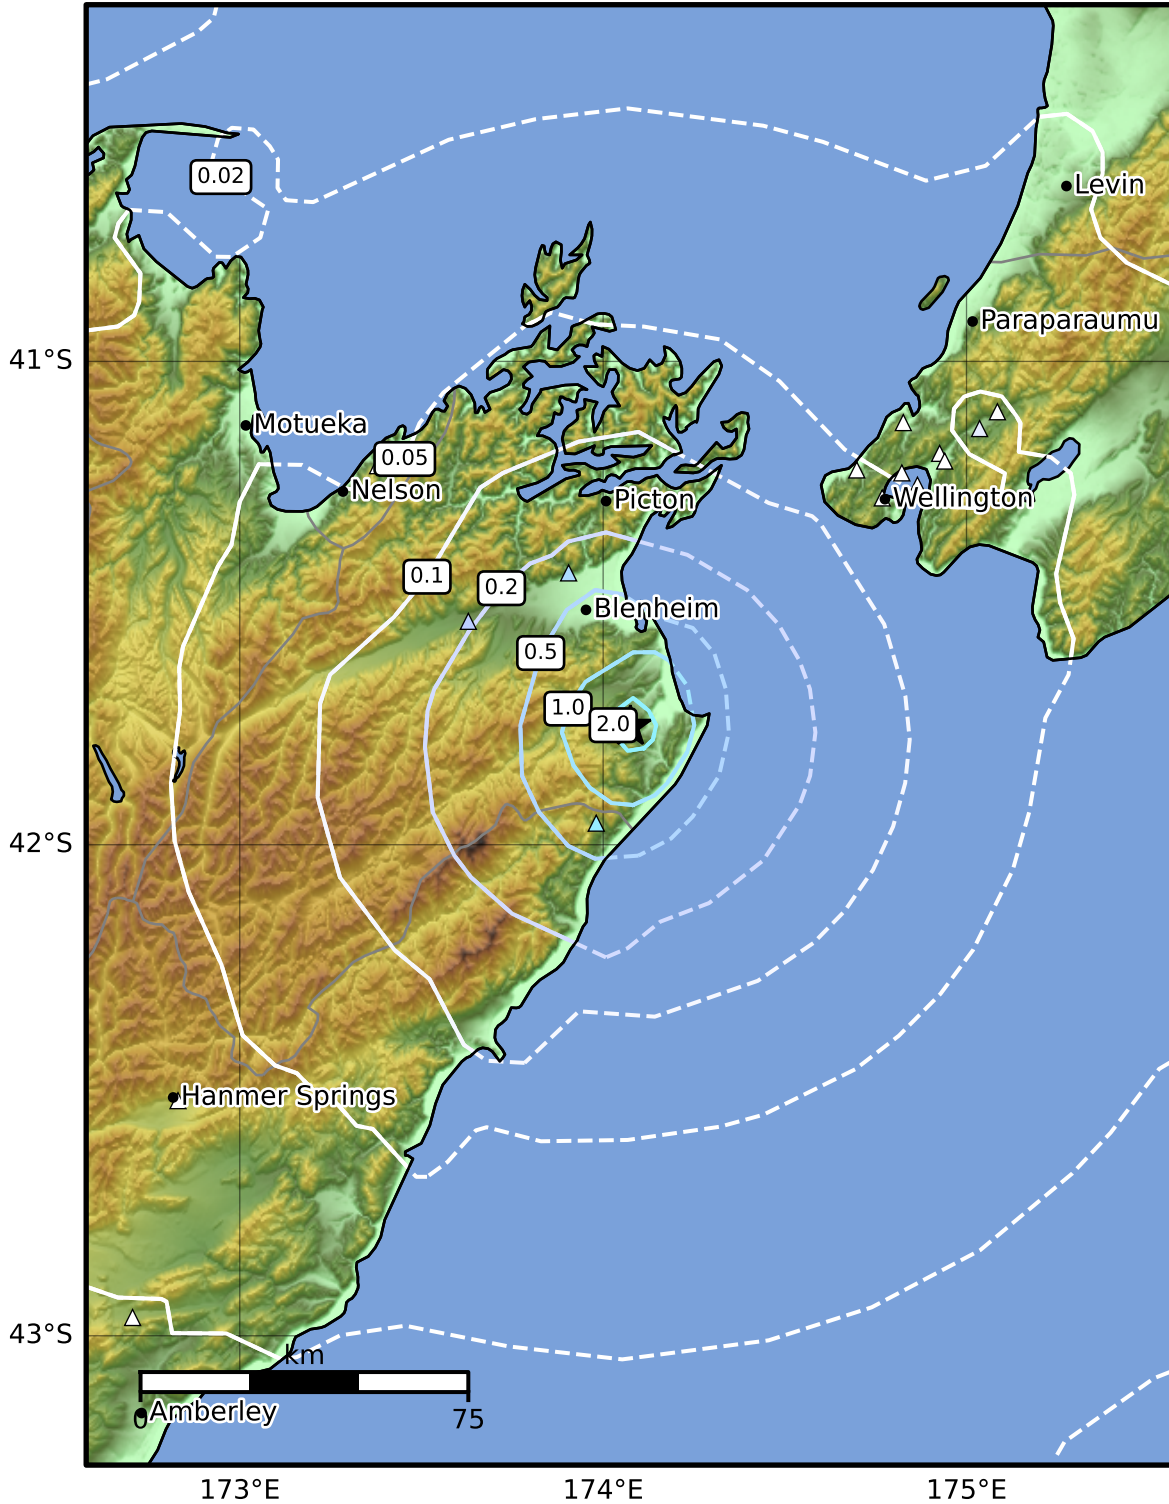 0.02
Levin
Paraparaumu
41°S
Motueka
0.05
Nelson
Wellington
Picton
0.1
0.2
Blenheim
0.5
1.0
2.0
42°S
Hanmer Springs
43°S
km
0
75
Amberley
173°E
174°E
175°E